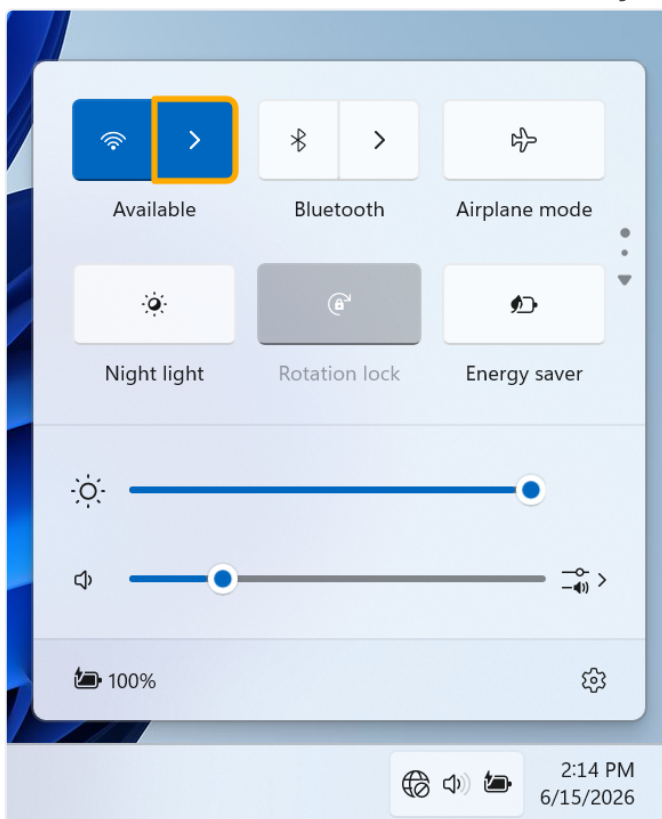 Available
Bluetooth
Airplane mode
Night light
Rotation lock
Energy saver
100%
2:14 PM
6/15/2026